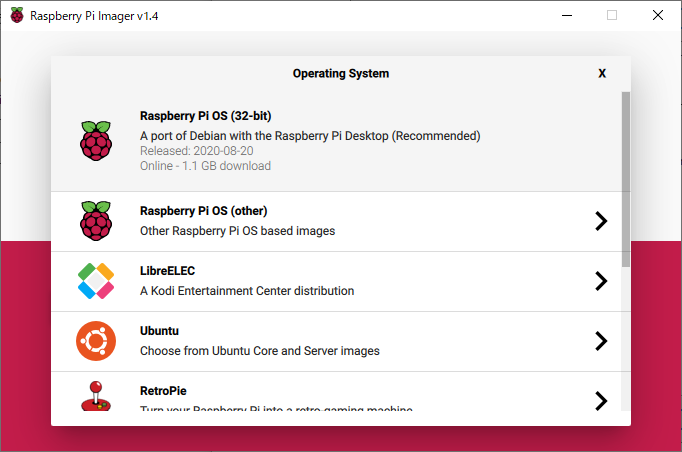 Raspberry Pi Imager v1.4
Operating System
X
Raspberry Pi OS (32-bit)
A port of Debian with the Raspberry Pi Desktop (Recommended)
Released: 2020-08-20
Online - 1.1 GB download
Raspberry Pi OS (other)
Other Raspberry Pi OS based images
LibreELEC
A Kodi Entertainment Center distribution
Ubuntu
Choose from Ubuntu Core and Server images
RetroPie
Turn your Raspberry Pi into a retro-gaming machine